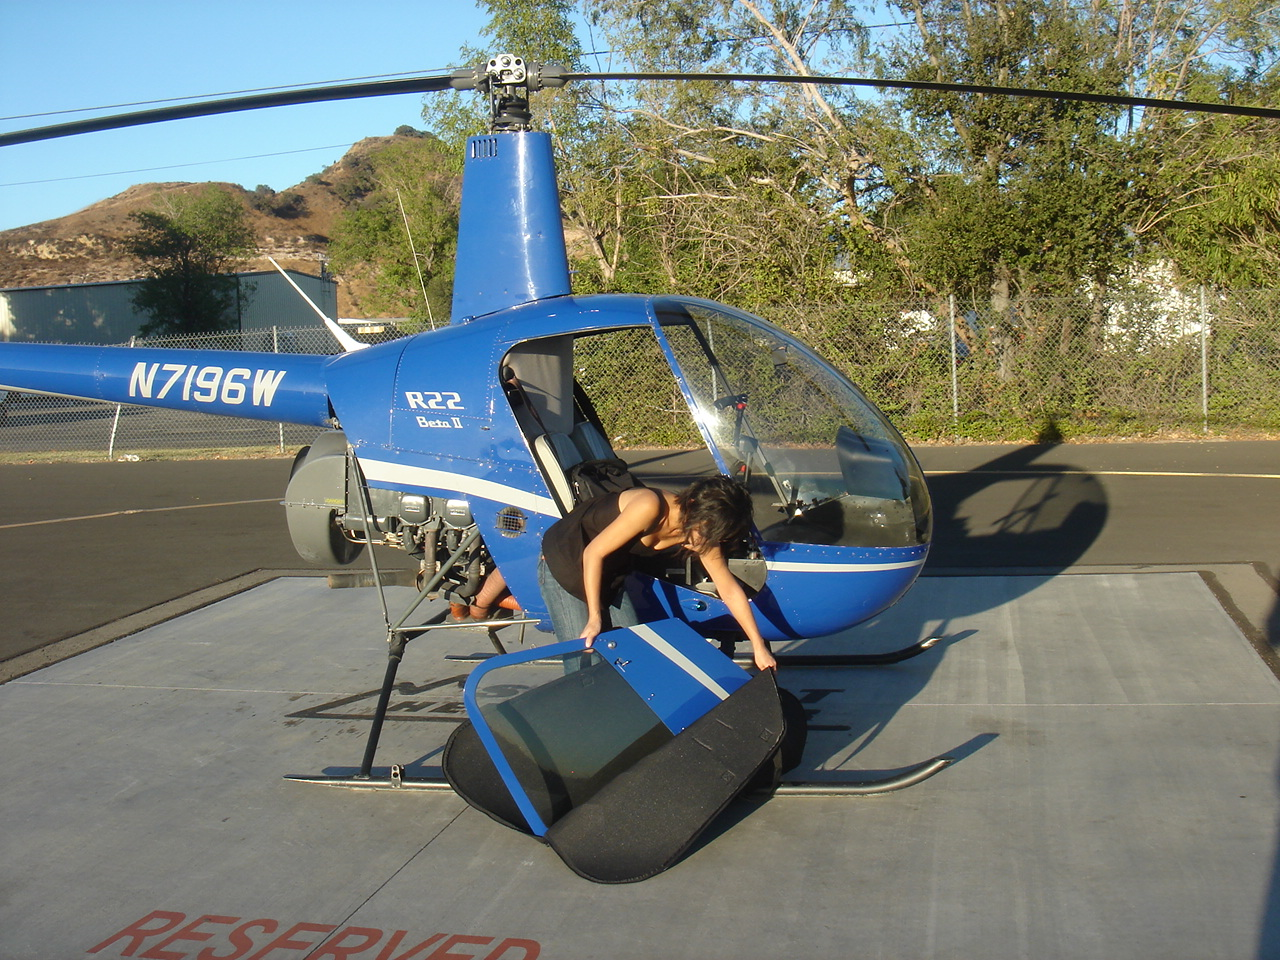 N7196W
R22
Beta II
RESERVED